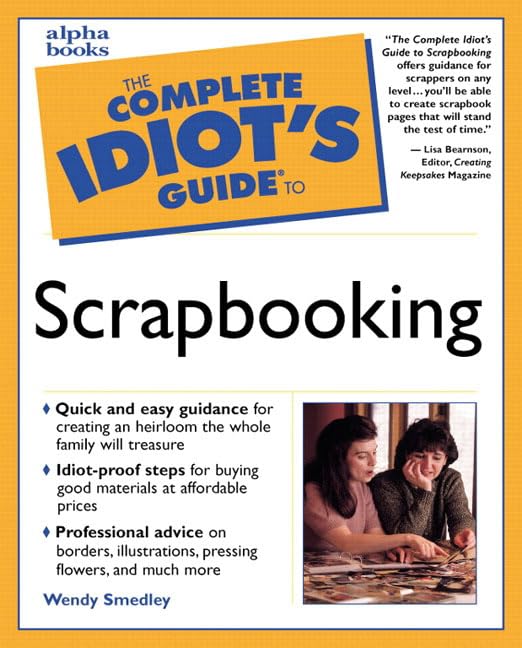 alpha
books
THE
COMPLETE
IDIOT'S
GUIDE® TO
"The Complete Idiot's
Guide to Scrapbooking
offers guidance for
scrappers on any
level...you'll be able
to create scrapbook
pages that will stand
the test of time."
— Lisa Bearnson,
Editor, Creating
Keepsakes Magazine
Scrapbooking
♦ Quick and easy guidance for
creating an heirloom the whole
family will treasure
♦ Idiot-proof steps for buying
good materials at affordable
prices
♦ Professional advice on
borders, illustrations, pressing
flowers, and much more
Wendy Smedley